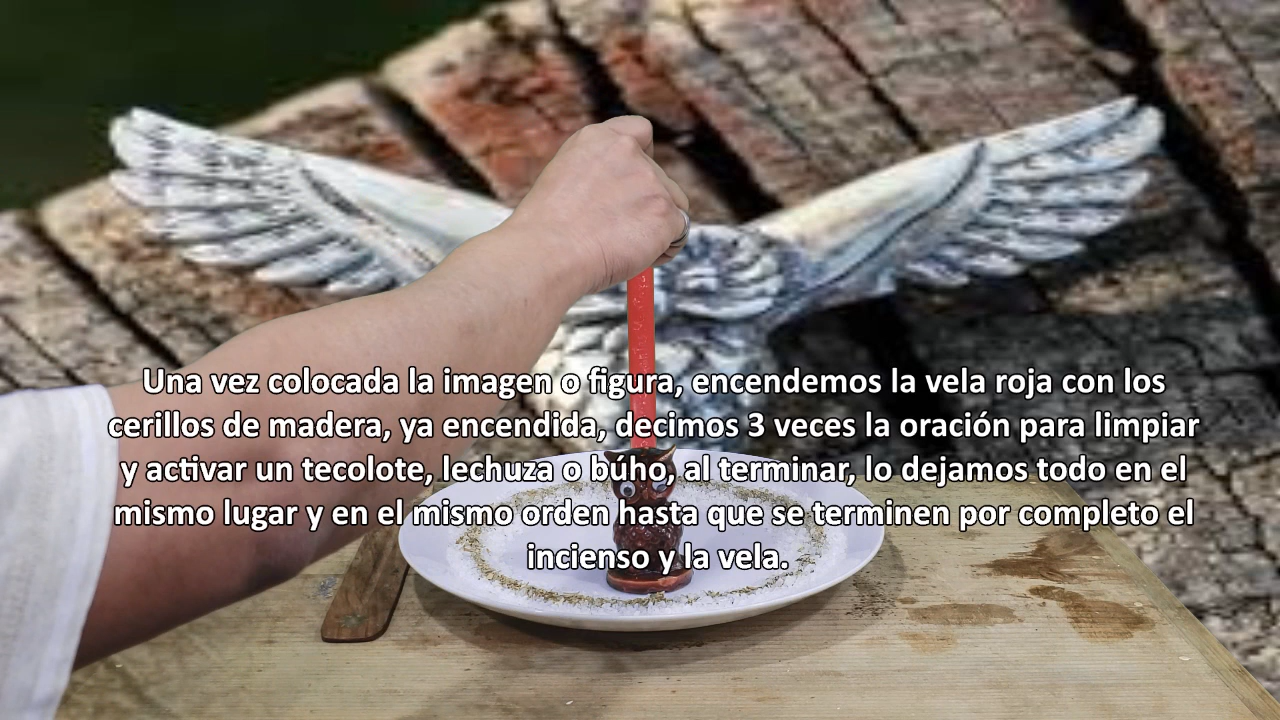 Una vez colocada la imagen o figura, encendemos la vela roja con los
cerillos de madera, ya encendida, decimos 3 veces la oración para limpiar
y activar un tecolote, lechuza o búho, al terminar, lo dejamos todo en el
mismo lugar y en el mismo orden hasta que se terminen por completo el
incienso y la vela.